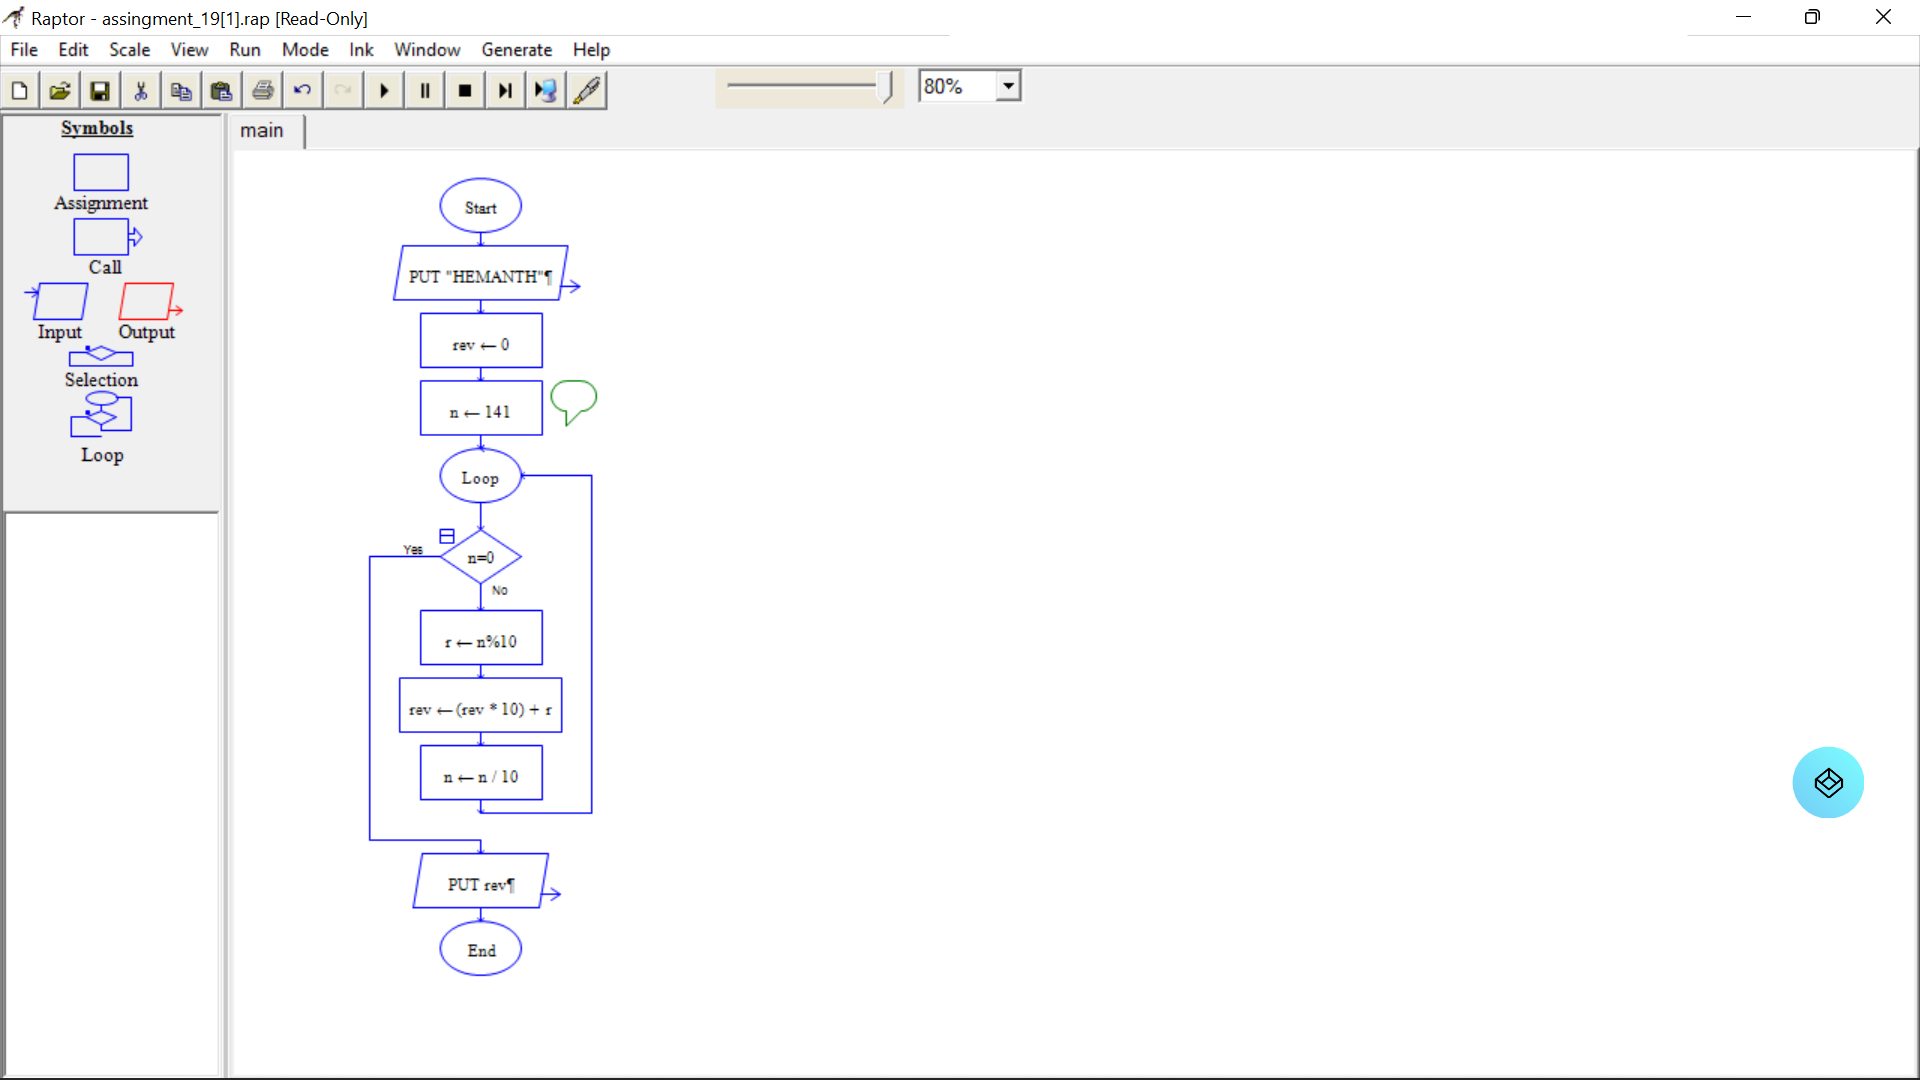 Raptor - assingment_19[1].rap [Read-Only]
File Edit Scale View Run Mode Ink Window Generate Help
80%
Symbols
Assignment
Call
Input Output
Selection
Loop
main
Start
PUT "HEMANTH"¶
rev ← 0
n ← 141
Loop
Yes
n=0
No
r ← n%10
rev ← (rev * 10) + r
n ← n / 10
PUT rev¶
End